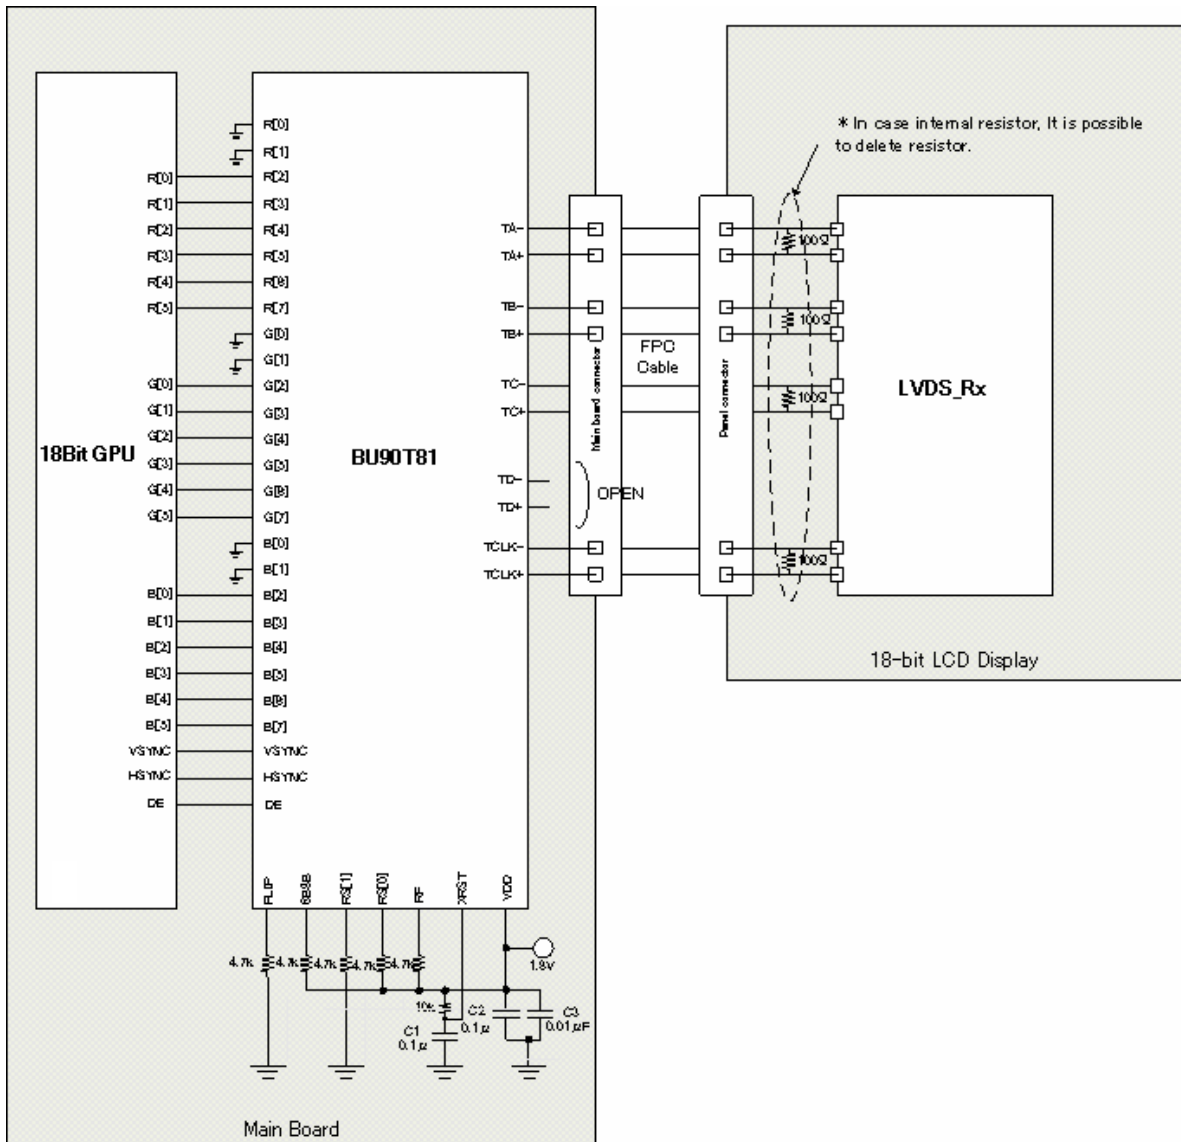 * In case internal resistor, It is possible
to delete resistor.
R[0]
R[1]
R[0]
R[2]
R[1]
R[3]
R[2]
R[4]
TA-
100Ω
R[3]
R[5]
TA+
R[4]
R[6]
R[5]
R[7]
TB-
100Ω
G[0]
TB+
G[1]
FPC
Cable
Main board connector
Panel connector
G[0]
G[2]
TC-
100Ω
LVDS_Rx
G[1]
G[3]
TC+
G[2]
G[4]
18Bit GPU
BU90T81
G[3]
G[5]
TD-
G[4]
G[6]
OPEN
G[5]
G[7]
TD+
B[0]
TCLK-
100Ω
B[1]
TCLK+
B[0]
B[2]
B[1]
B[3]
B[2]
B[4]
18-bit LCD Display
B[3]
B[5]
B[4]
B[6]
B[5]
B[7]
VSYNC
VSYNC
HSYNC
HSYNC
DE
DE
FLIP
6B8B
RS[1]
RS[0]
RF
XRST
VDD
4.7k
4.7k
4.7k
4.7k
4.7k
1.8V
10k
C1
0.1μ
C2
0.1μ
C3
0.01μF
Main Board